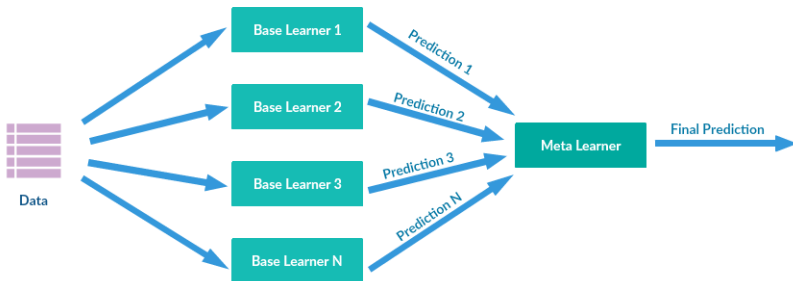 Data
Base Learner 1
Base Learner 2
Base Learner 3
Base Learner N
Prediction 1
Prediction 2
Prediction 3
Prediction N
Meta Learner
Final Prediction